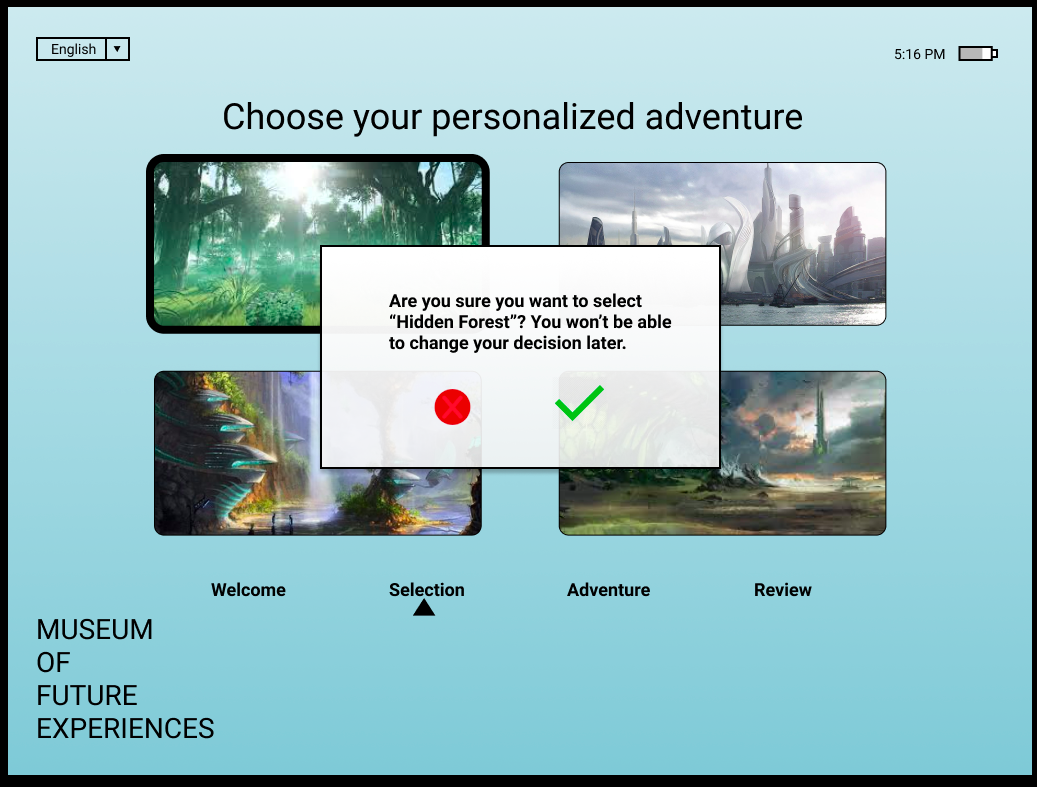 English
5:16 PM
Choose your personalized adventure
Are you sure you want to select
“Hidden Forest”? You won’t be able
to change your decision later.
Welcome
Selection
Adventure
Review
MUSEUM
OF
FUTURE
EXPERIENCES